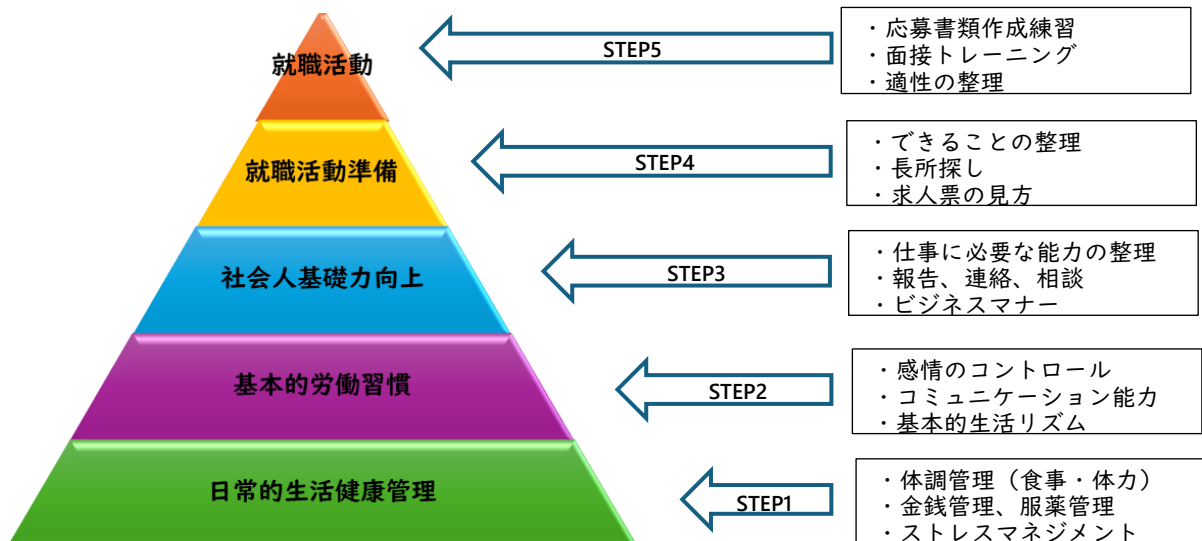 就職活動
STEP5
・応募書類作成練習
・面接トレーニング
・適性の整理
就職活動準備
STEP4
・できることの整理
・長所探し
・求人票の見方
社会人基礎力向上
STEP3
・仕事に必要な能力の整理
・報告、連絡、相談
・ビジネスマナー
基本的労働習慣
STEP2
・感情のコントロール
・コミュニケーション能力
・基本的生活リズム
日常的生活健康管理
STEP1
・体調管理（食事・体力）
・金銭管理、服薬管理
・ストレスマネジメント